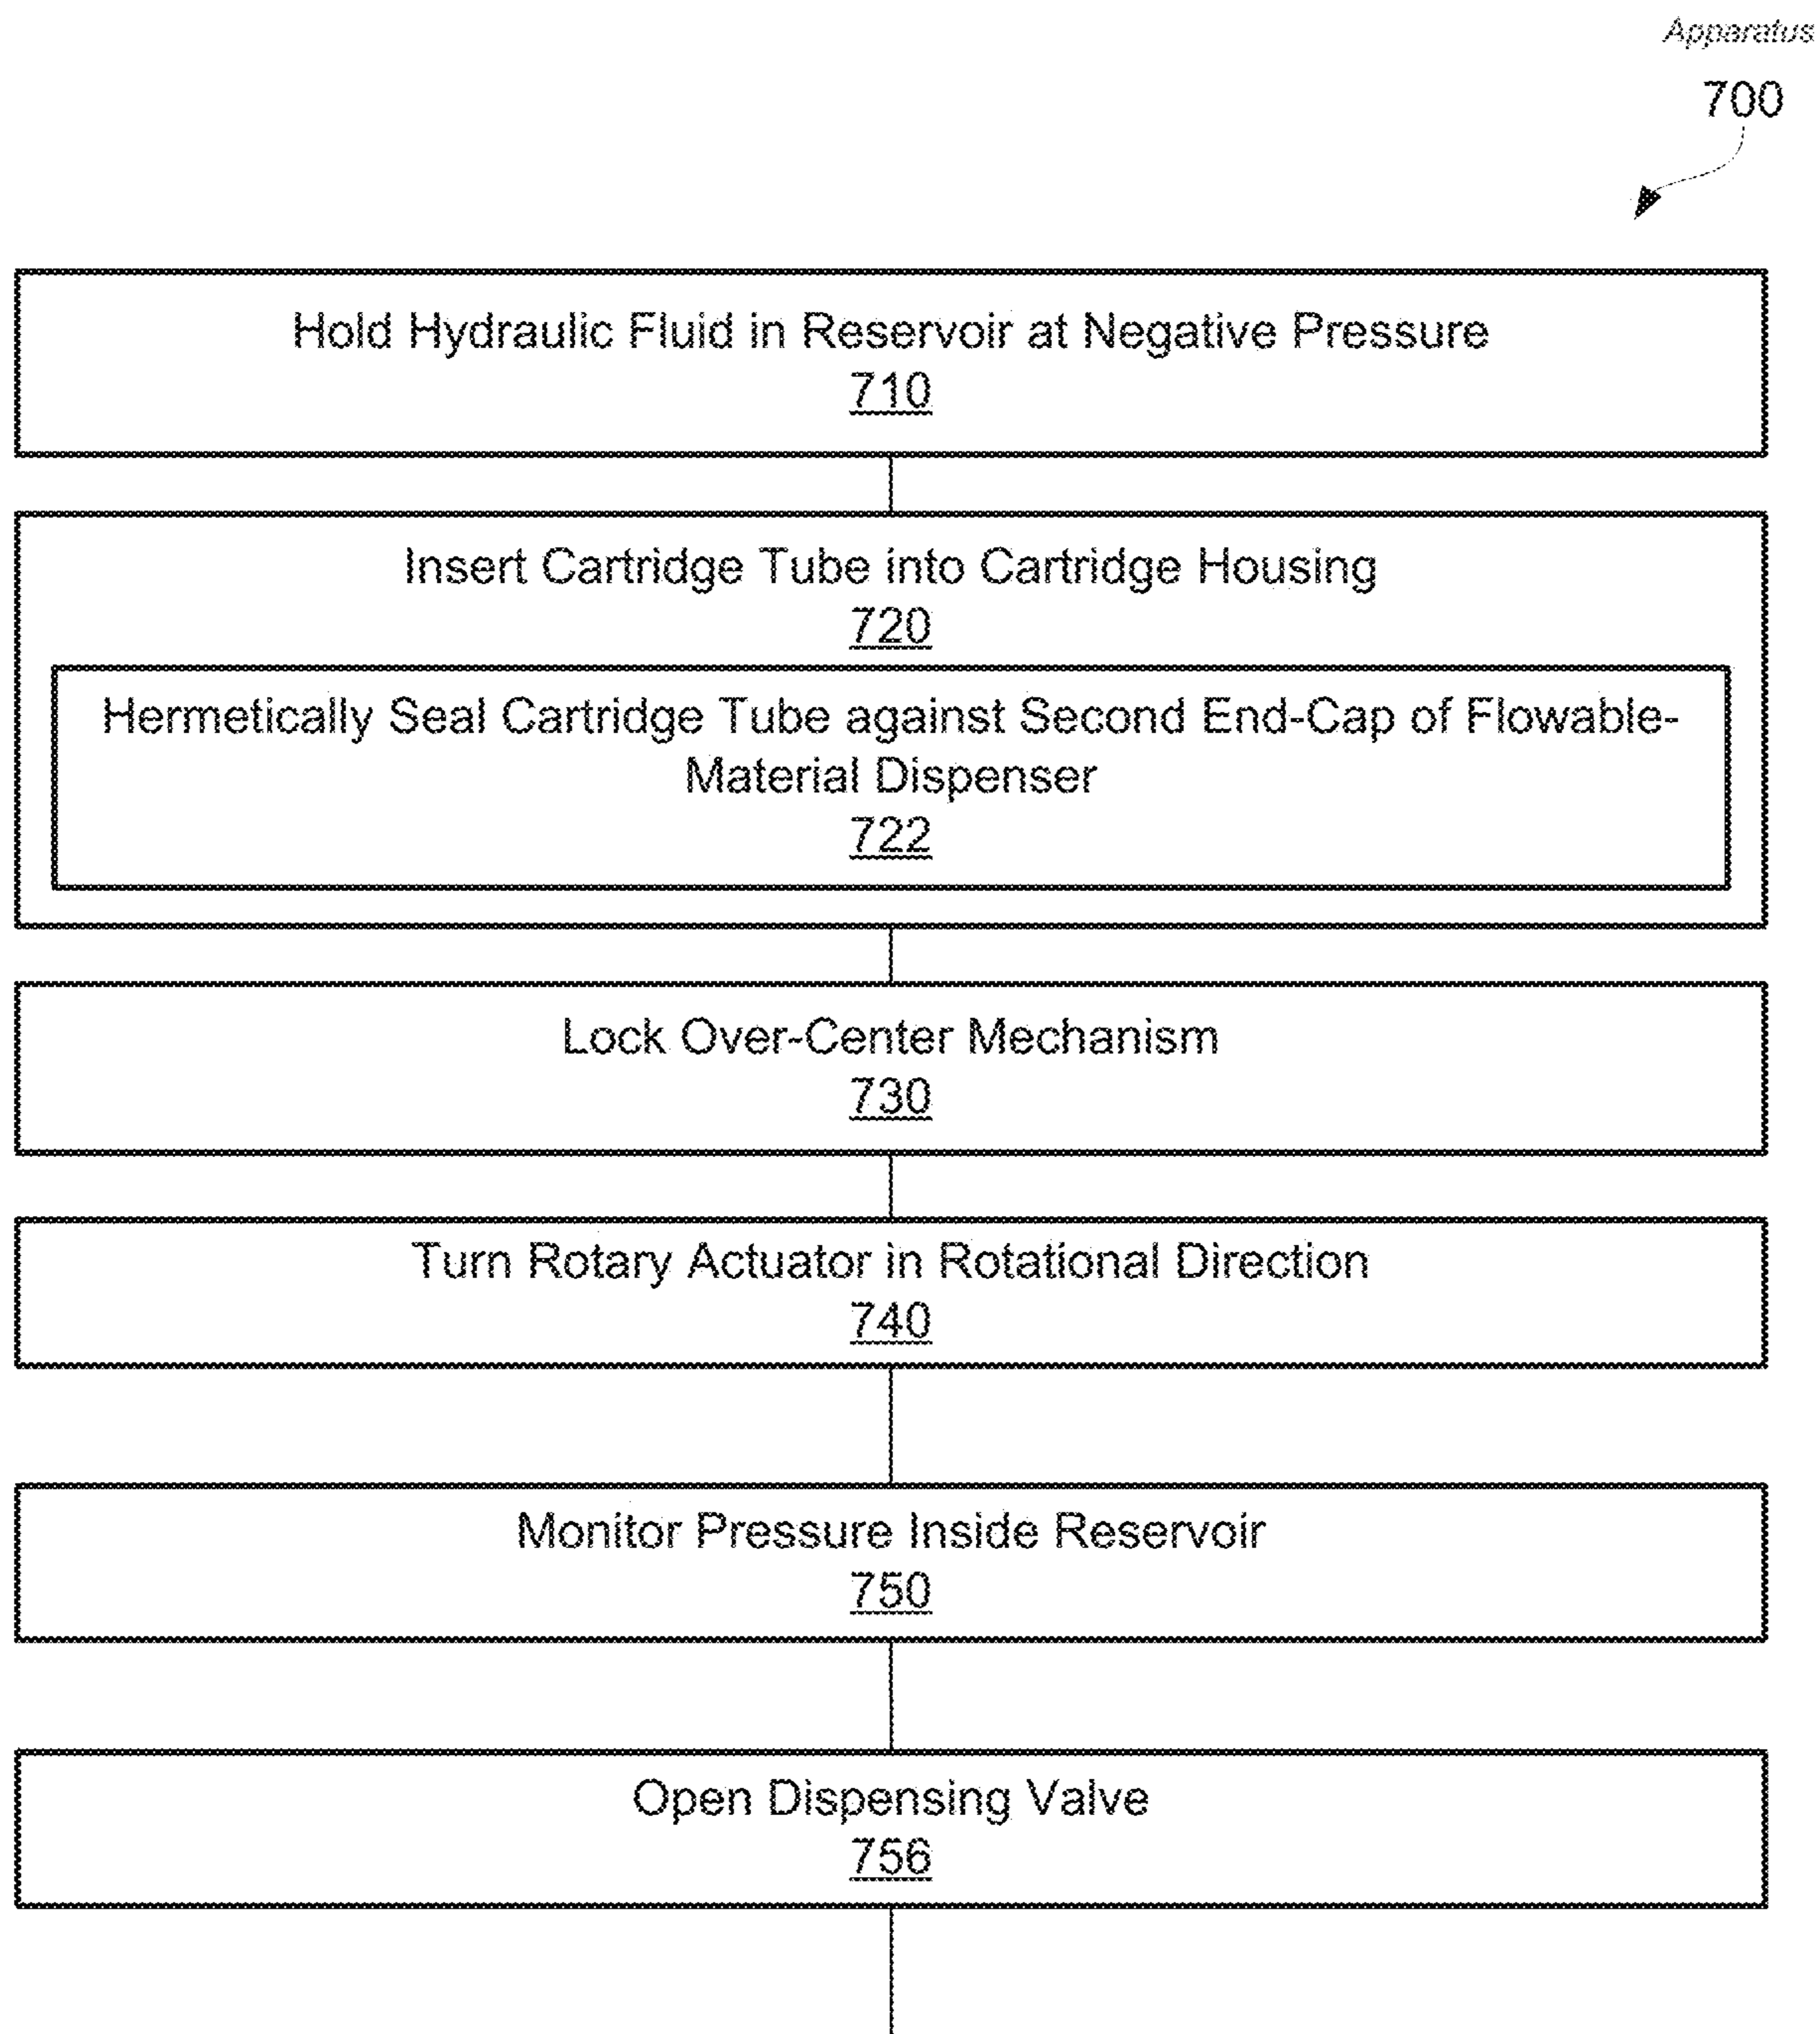 Apparatus
700
Hold Hydraulic Fluid in Reservoir at Negative Pressure
710
Insert Cartridge Tube into Cartridge Housing
720
Hermetically Seal Cartridge Tube against Second End-Cap of Flowable-
Material Dispenser
722
Lock Over-Center Mechanism
730
Turn Rotary Actuator in Rotational Direction
740
Monitor Pressure Inside Reservoir
750
Open Dispensing Valve
756